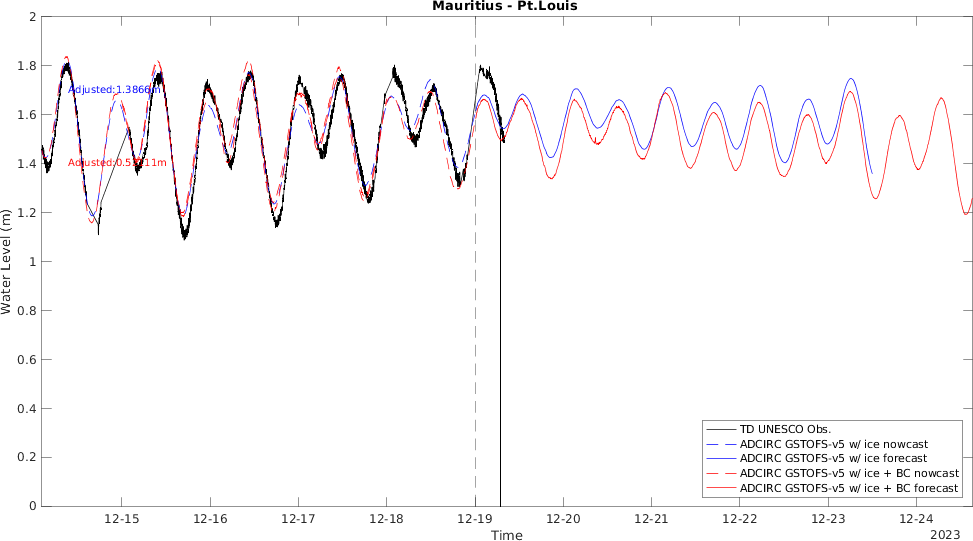 Mauritius - Pt.Louis
2
1.8
1.6
1.4
1.2
1
0.8
0.6
0.4
0.2
0
Water Level (m)
Adjusted:1.3866m
12-15
12-16
12-17
12-18
12-19
12-20
12-21
12-22
12-23
12-24
Time
2023
TD UNESCO Obs.
ADCIRC GSTOFS-v5 w/ ice nowcast
ADCIRC GSTOFS-v5 w/ ice forecast
ADCIRC GSTOFS-v5 w/ ice + BC nowcast
ADCIRC GSTOFS-v5 w/ ice + BC forecast